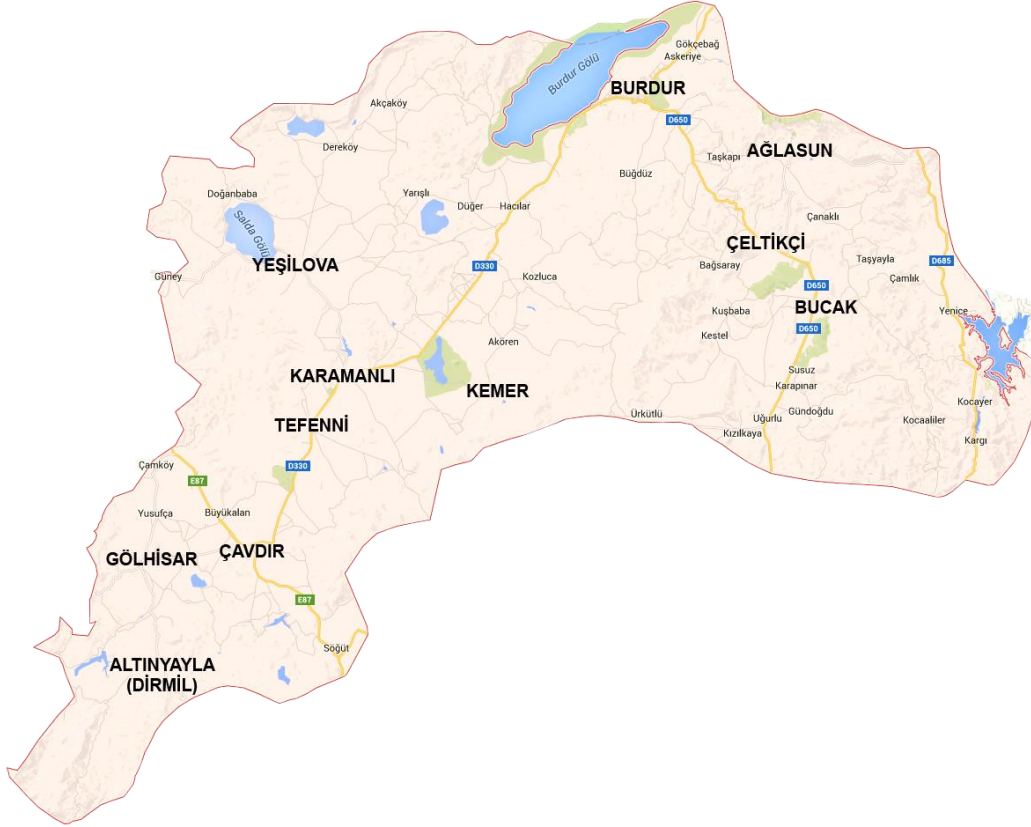 Gökçebağ
Askeriye
Burdur Gölü
BURDUR
Akçaköy
D650
Dereköy
AĞLASUN
Taşkapı
Büğdüz
Doğanbaba
Yarışlı
Düğer
Hacılar
Salda Gölü
Çanaklı
ÇELTİKÇİ
YEŞİLOVA
D330
Bağsaray
Taşyayla
D685
Güney
Kozluca
Çamlık
D650
BUCAK
Kuşbaba
Yenice
D650
Kestel
Akören
KARAMANLI
KEMER
Susuz
Karapınar
Kocayer
TEFENNİ
Ürkütlü
Uğurlu
Gündoğdu
Kocaaliler
Kızılkaya
Kargı
Çamköy
D330
E87
Yusufça
Büyükalan
GÖLHİSAR
ÇAVDIR
E87
Söğüt
ALTINYAYLA
(DİRMİL)